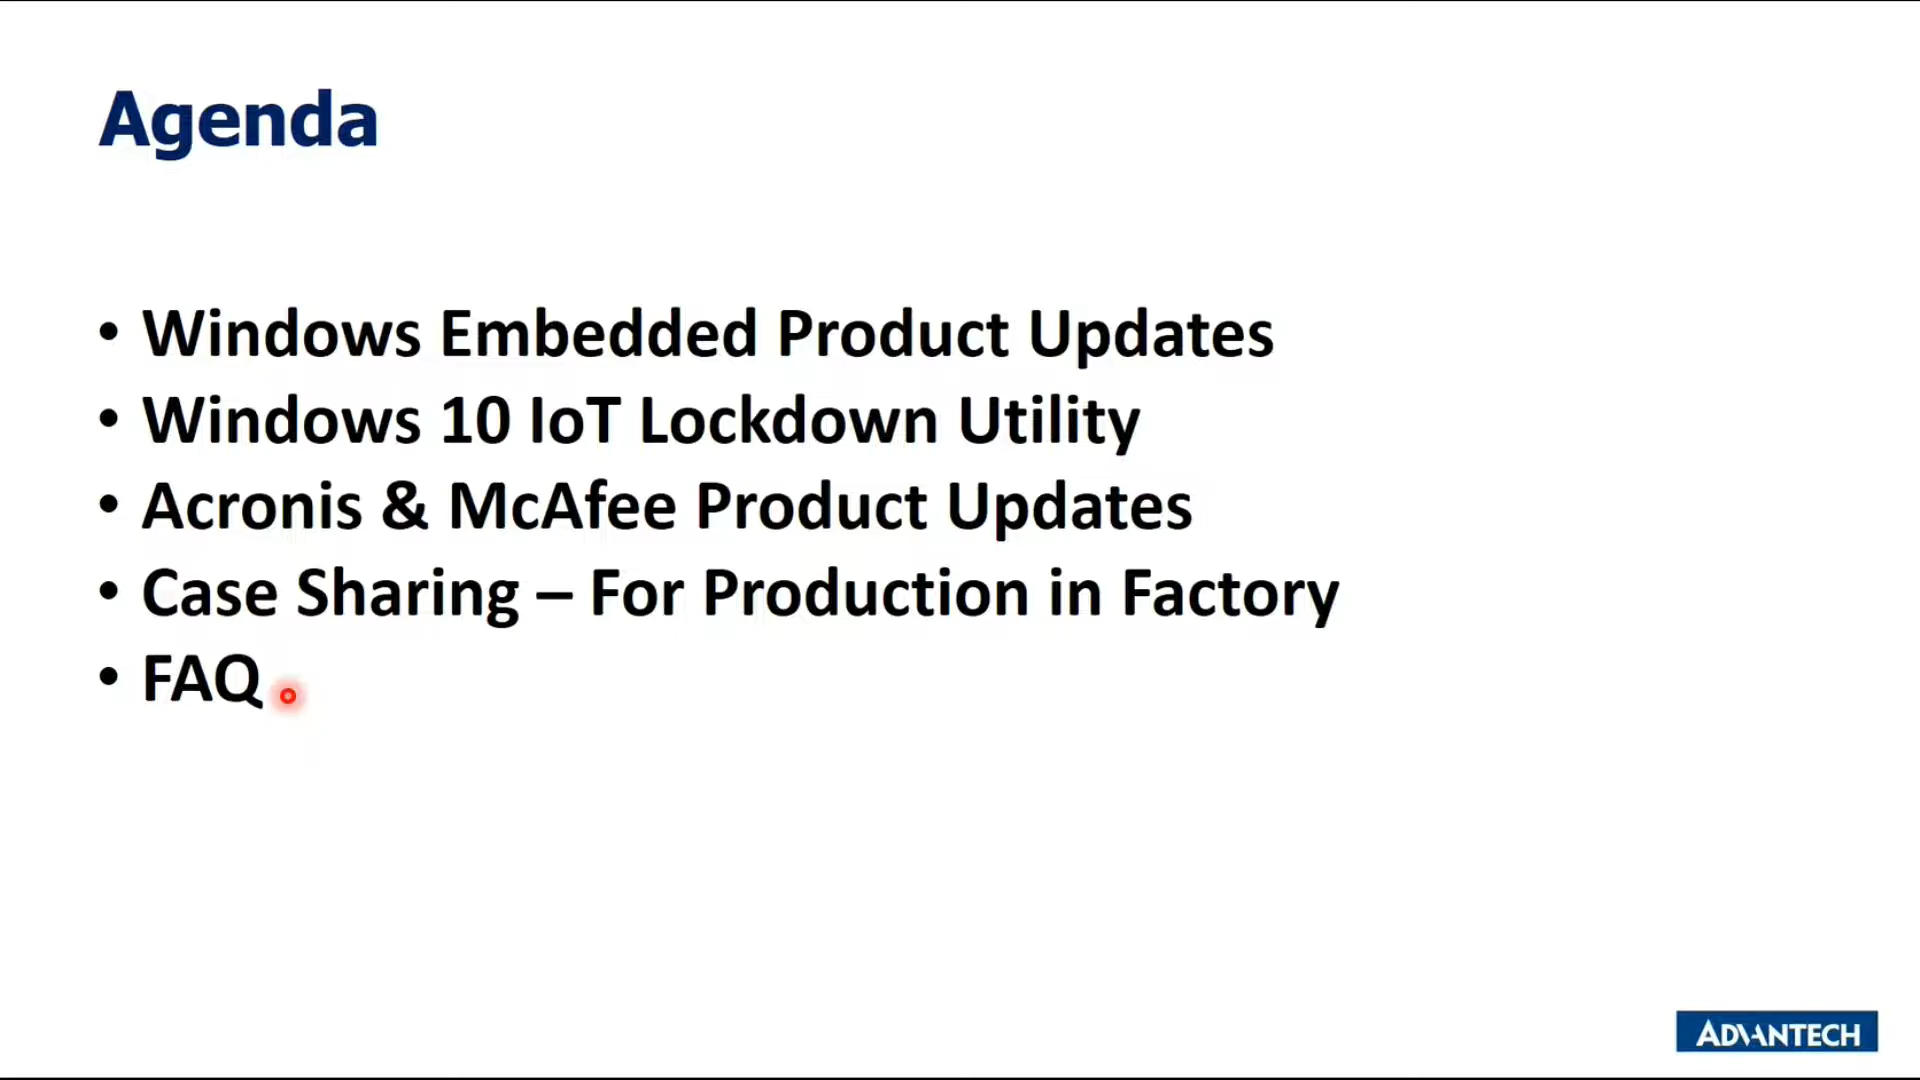 Agenda
• Windows Embedded Product Updates
• Windows 10 IoT Lockdown Utility
• Acronis & McAfee Product Updates
• Case Sharing – For Production in Factory
• FAQ
ADVANTECH